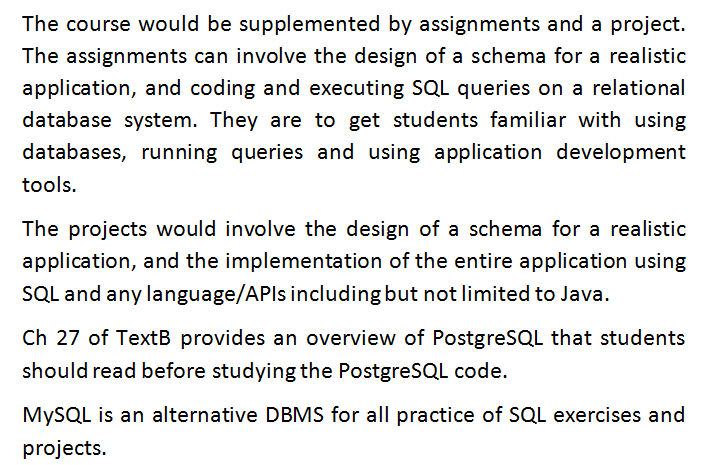 The course would be supplemented by assignments and a project.
The assignments can involve the design of a schema for a realistic
application, and coding and executing SQL queries on a relational
database system. They are to get students familiar with using
databases, running queries and using application development
tools.
The projects would involve the design of a schema for a realistic
application, and the implementation of the entire application using
SQL and any language/APIs including but not limited to Java.
Ch 27 of TextB provides an overview of PostgreSQL that students
should read before studying the PostgreSQL code.
MySQL is an alternative DBMS for all practice of SQL exercises and
projects.